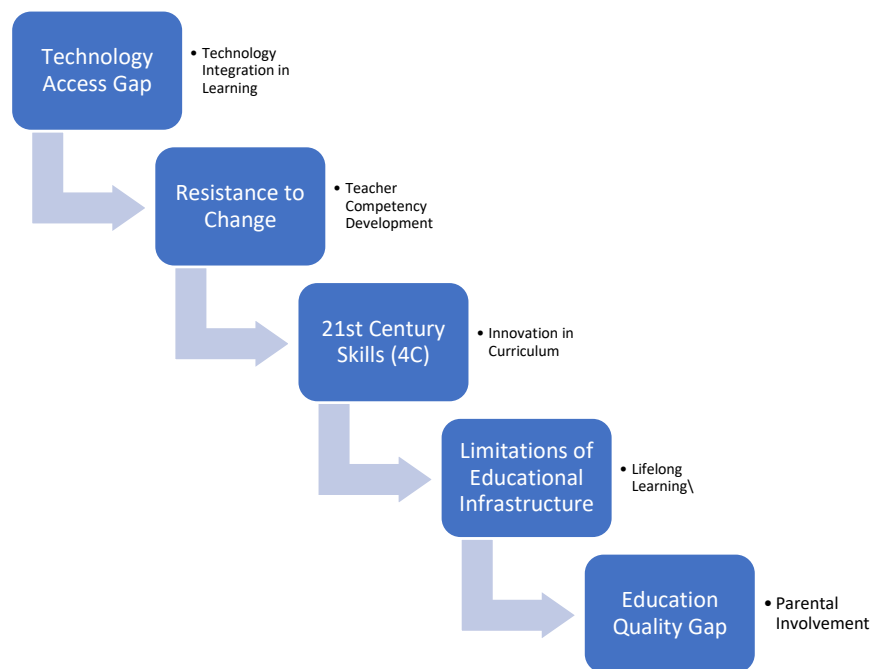 Technology
Access Gap
• Technology
Integration in
Learning
Resistance to
Change
• Teacher
Competency
Development
21st Century
Skills (4C)
• Innovation in
Curriculum
Limitations of
Educational
Infrastructure
• Lifelong
Learning\
Education
Quality Gap
• Parental
Involvement